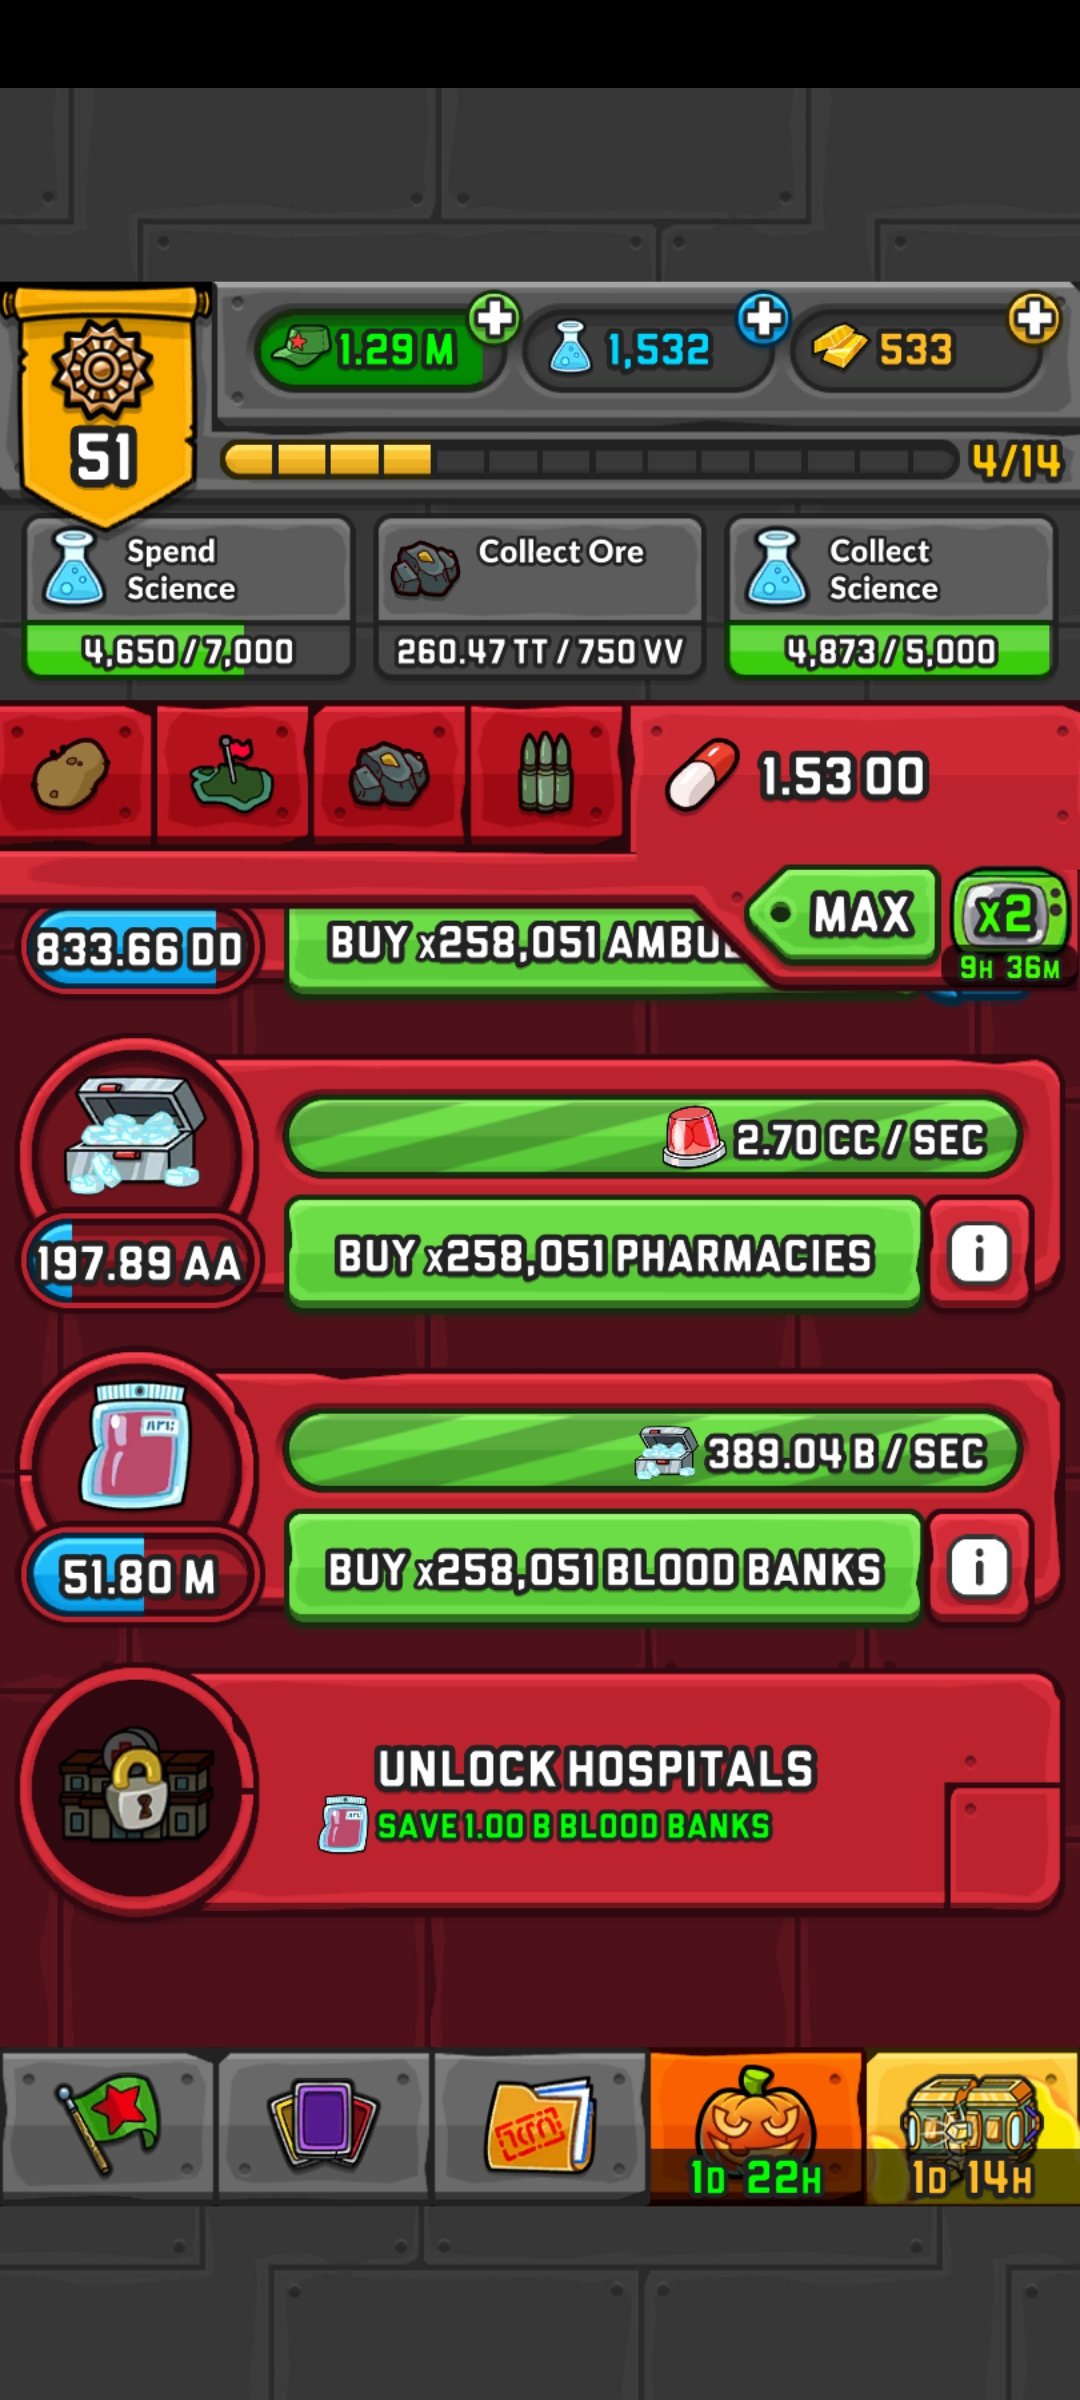 1.29 M
1,532
533
51
4/14
Spend
Science
4,650 / 7,000
Collect Ore
260.47 TT / 750 VV
Collect
Science
4,873 / 5,000
1.53 OO
MAX
x2
9H 36M
833.66 DD
BUY x258,051 AMBUL
2.70 CC / SEC
197.89 AA
BUY x258,051 PHARMACIES
i
389.04 B / SEC
51.80 M
BUY x258,051 BLOOD BANKS
i
UNLOCK HOSPITALS
SAVE 1.00 B BLOOD BANKS
1D 22H
1D 14H